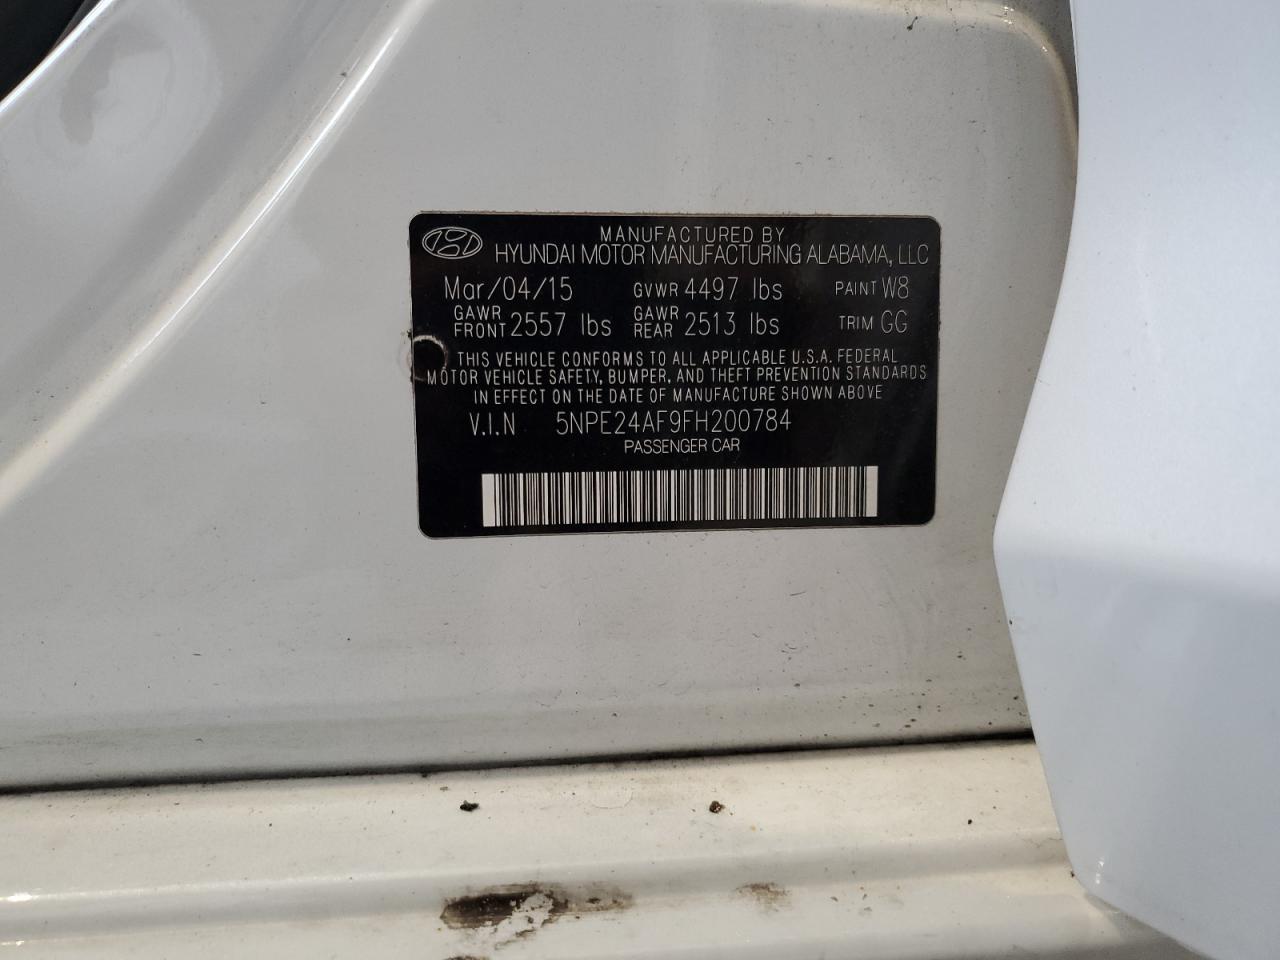 MANUFACTURED BY
HYUNDAI MOTOR MANUFACTURING ALABAMA, LLC
Mar/04/15 GVWR 4497 lbs PAINT W8
GAWR FRONT 2557 lbs GAWR REAR 2513 lbs TRIM GG
THIS VEHICLE CONFORMS TO ALL APPLICABLE U.S.A. FEDERAL
MOTOR VEHICLE SAFETY, BUMPER, AND THEFT PREVENTION STANDARDS
IN EFFECT ON THE DATE OF MANUFACTURE SHOWN ABOVE
V.I.N 5NPE24AF9FH200784
PASSENGER CAR